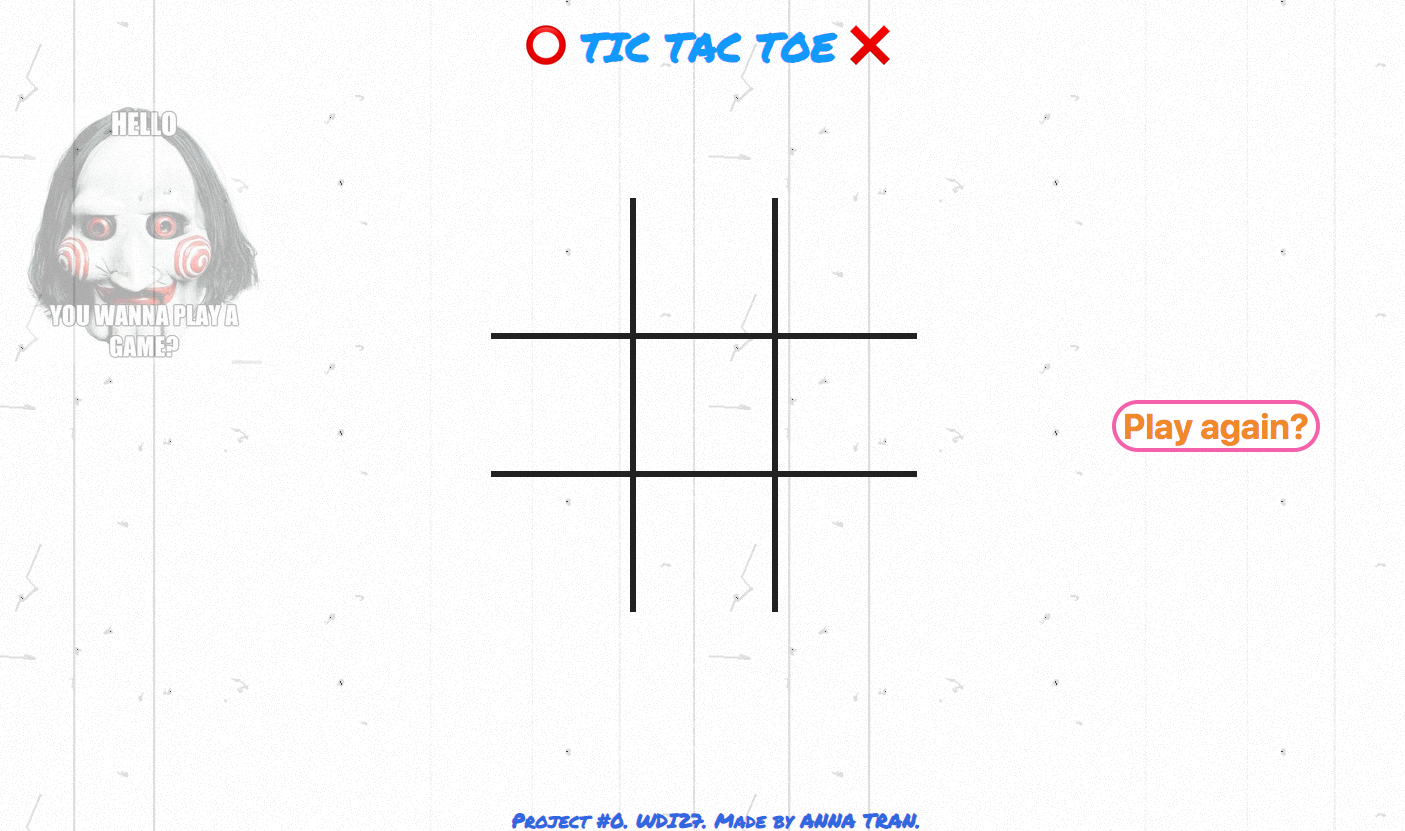 ⭕ TIC TAC TOE ❌
HELLO
YOU WANNA PLAY A
GAME?
Play again?
Project #0. WDI27. Made by ANNA TRAN.